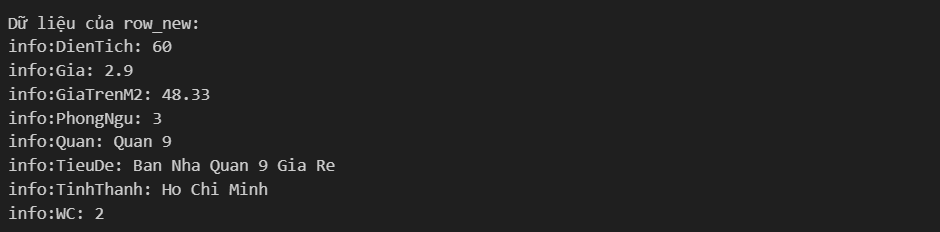 Dữ liệu của row_new:
info:DienTich: 60
info:Gia: 2.9
info:GiaTrenM2: 48.33
info:PhongNgu: 3
info:Quan: Quan 9
info:TieuDe: Ban Nha Quan 9 Gia Re
info:TinhThanh: Ho Chi Minh
info:WC: 2